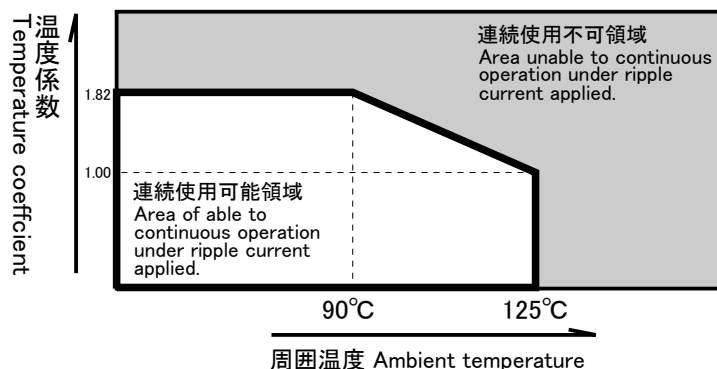 温度係数
Temperature coeffcient
連続使用不可領域
Area unable to continuous
operation under ripple
current applied.
1.82
1.00
連続使用可能領域
Area of able to
continuous operation
under ripple current
applied.
90℃
125℃
周囲温度 Ambient temperature